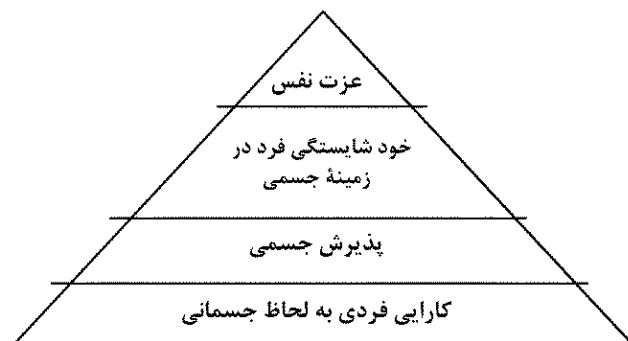 عزت نفس
خود شایستگی فرد در
زمینهٔ جسمی
پذیرش جسمی
کارایی فردی به لحاظ جسمانی